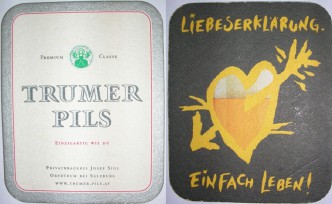 PREMIUM CLASSE
TRUMER
PILS
EINZIGARTIG WIE DU
PRIVATBRAUEREI JOSEF SIGL
OBERTRUM BEI SALZBURG
WWW.TRUMER-PILS.AT
LIEBESERKLÄRUNG.
EINFACH LEBEN!